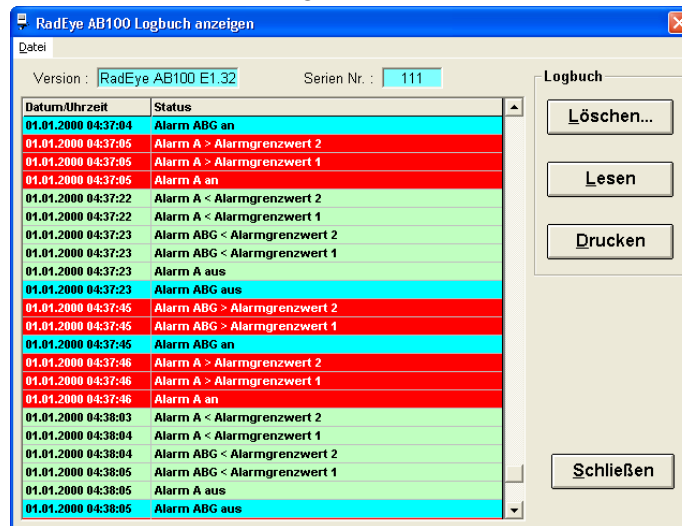 RadEye AB100 Logbuch anzeigen
Datei
Version : RadEye AB100 E1.32 Serien Nr. : 111
Logbuch
Löschen...
Lesen
Drucken
Schließen
Datum/Uhrzeit Status
01.01.2000 04:37:04 Alarm ABG an
01.01.2000 04:37:05 Alarm A > Alarmgrenzwert 2
01.01.2000 04:37:05 Alarm A > Alarmgrenzwert 1
01.01.2000 04:37:05 Alarm A an
01.01.2000 04:37:22 Alarm A < Alarmgrenzwert 2
01.01.2000 04:37:22 Alarm A < Alarmgrenzwert 1
01.01.2000 04:37:23 Alarm ABG < Alarmgrenzwert 2
01.01.2000 04:37:23 Alarm ABG < Alarmgrenzwert 1
01.01.2000 04:37:23 Alarm A aus
01.01.2000 04:37:23 Alarm ABG aus
01.01.2000 04:37:45 Alarm ABG > Alarmgrenzwert 2
01.01.2000 04:37:45 Alarm ABG > Alarmgrenzwert 1
01.01.2000 04:37:45 Alarm ABG an
01.01.2000 04:37:46 Alarm A > Alarmgrenzwert 2
01.01.2000 04:37:46 Alarm A > Alarmgrenzwert 1
01.01.2000 04:37:46 Alarm A an
01.01.2000 04:38:03 Alarm A < Alarmgrenzwert 2
01.01.2000 04:38:04 Alarm A < Alarmgrenzwert 1
01.01.2000 04:38:04 Alarm ABG < Alarmgrenzwert 2
01.01.2000 04:38:05 Alarm ABG < Alarmgrenzwert 1
01.01.2000 04:38:05 Alarm A aus
01.01.2000 04:38:05 Alarm ABG aus